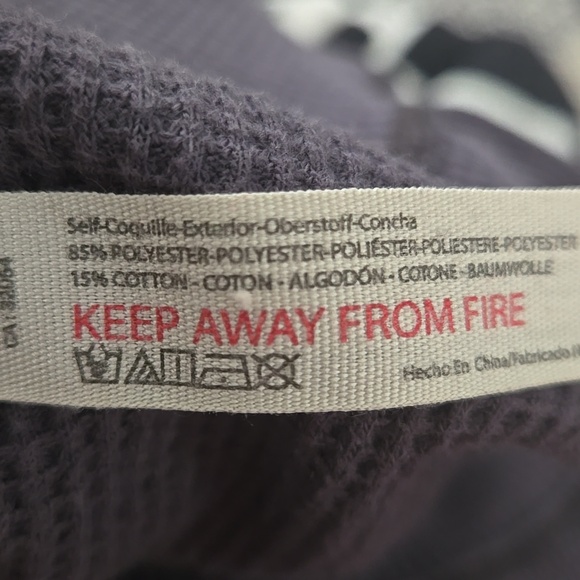 Self-Coquille-Exterior-Oberstoff-Concha
85% POLYESTER-POLYESTER-POLIÉSTER-POLIESTERE-POLYESTER
15% COTTON - COTON - ALGODÓN - COTONE - BAUMWOLLE
KEEP AWAY FROM FIRE
Hecho En China/Fabricado
CA: